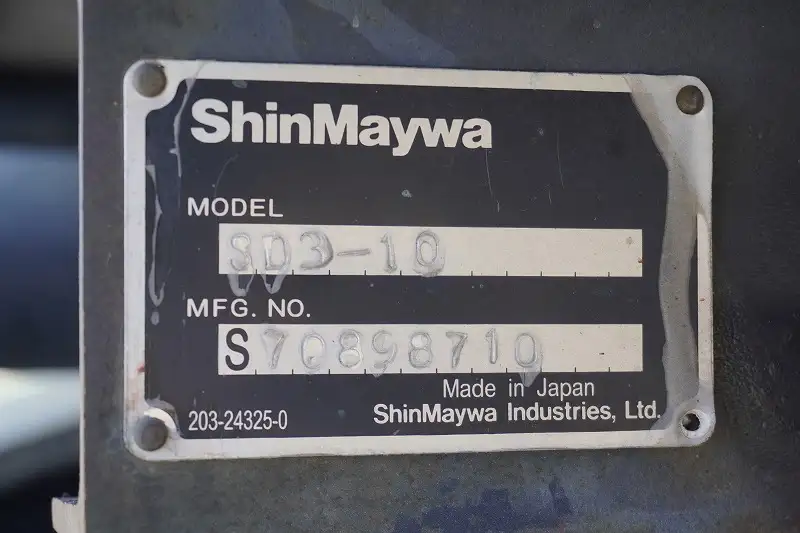 ShinMaywa
MODEL
SD3-10
MFG. NO.
S70898710
Made in Japan
203-24325-0
ShinMaywa Industries, Ltd.